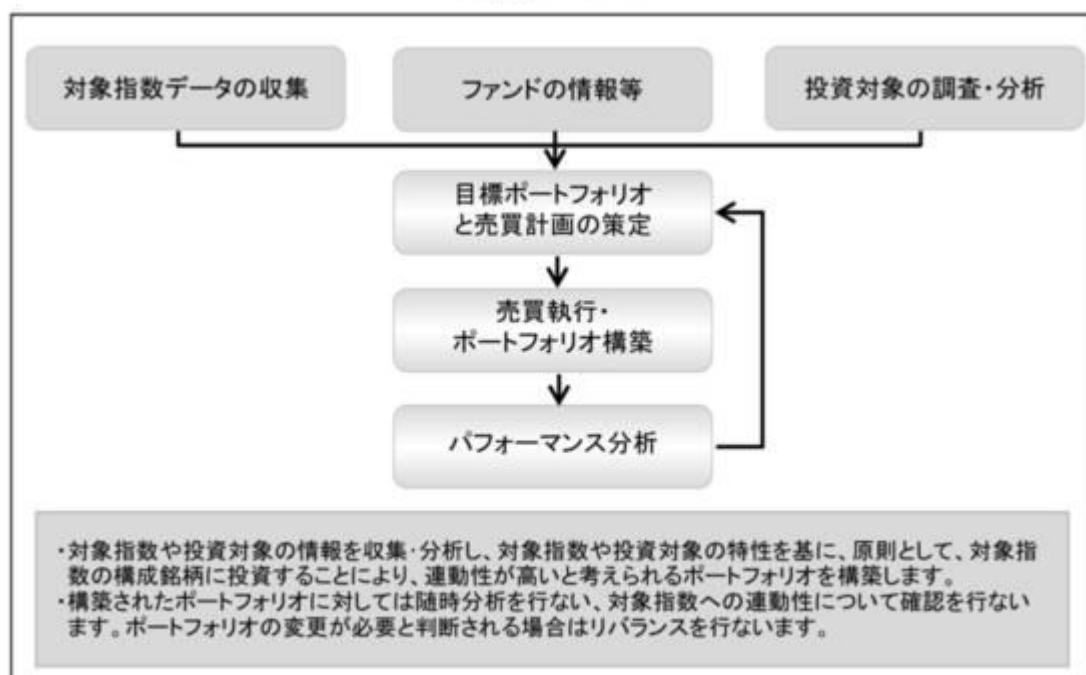 対象指数データの収集
ファンドの情報等
投資対象の調査・分析
目標ポートフォリオ
と売買計画の策定
売買執行・
ポートフォリオ構築
パフォーマンス分析
・対象指数や投資対象の情報を収集・分析し、対象指数や投資対象の特性を基に、原則として、対象指
数の構成銘柄に投資することにより、連動性が高いと考えられるポートフォリオを構築します。
・構築されたポートフォリオに対しては随時分析を行ない、対象指数への連動性について確認を行ない
ます。ポートフォリオの変更が必要と判断される場合はリバランスを行ないます。